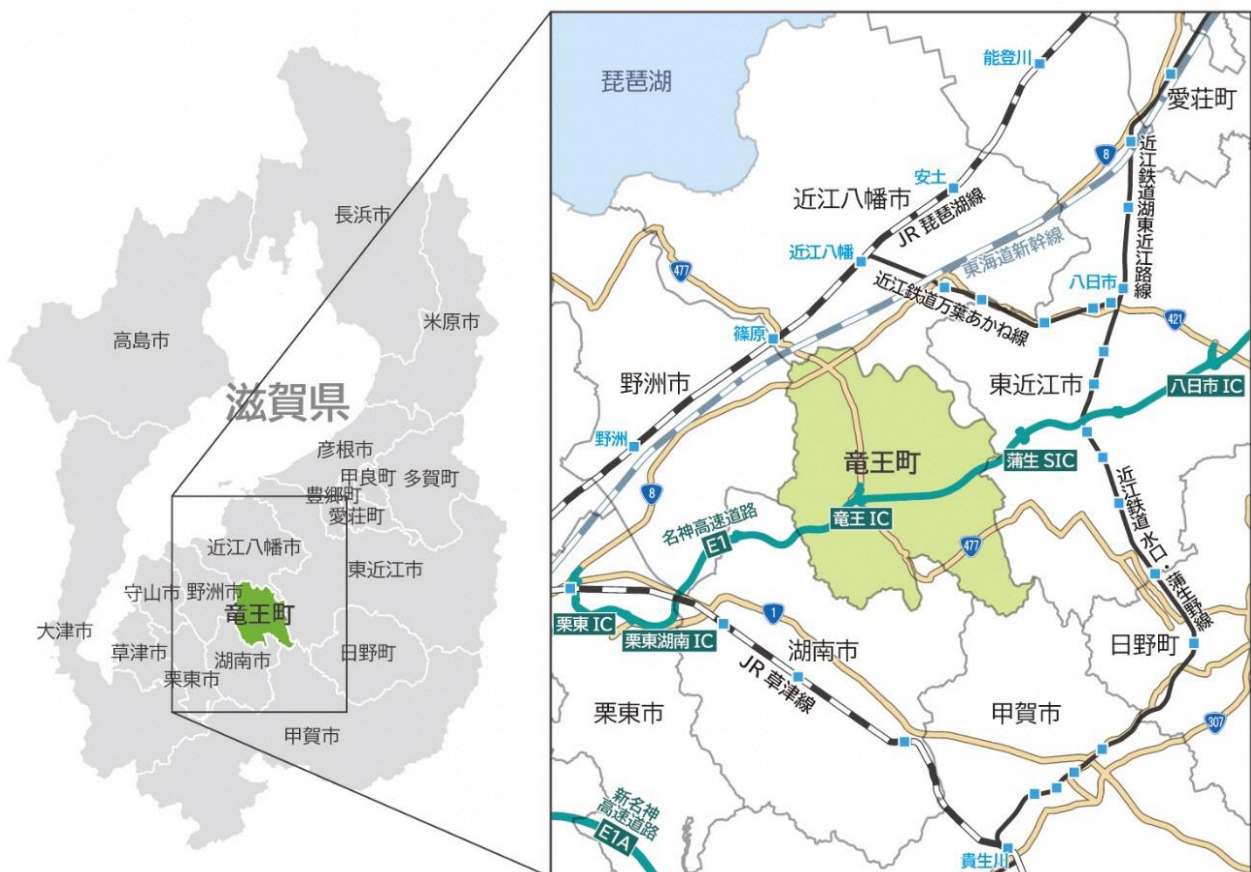 長浜市
米原市
高島市
滋賀県
彦根市
甲良町
多賀町
豊郷町
愛荘町
近江八幡市
東近江市
守山市
野洲市
竜王町
大津市
草津市
湖南市
日野町
栗東市
甲賀市
琵琶湖
能登川
愛荘町
8
近江鉄道湖東近江路線
安土
近江八幡市
JR 琵琶湖線
東海道新幹線
近江八幡
477
八日市
近江鉄道万葉あかね線
421
篠原
東近江市
八日市 IC
野洲市
野洲
竜王町
蒲生 SIC
8
竜王 IC
名神高速道路
E1
477
近江鉄道 水口・蒲生野線
栗東 IC
栗東湖南 IC
1
湖南市
日野町
JR 草津線
栗東市
甲賀市
307
新名神
高速道路
E1A
貴生川